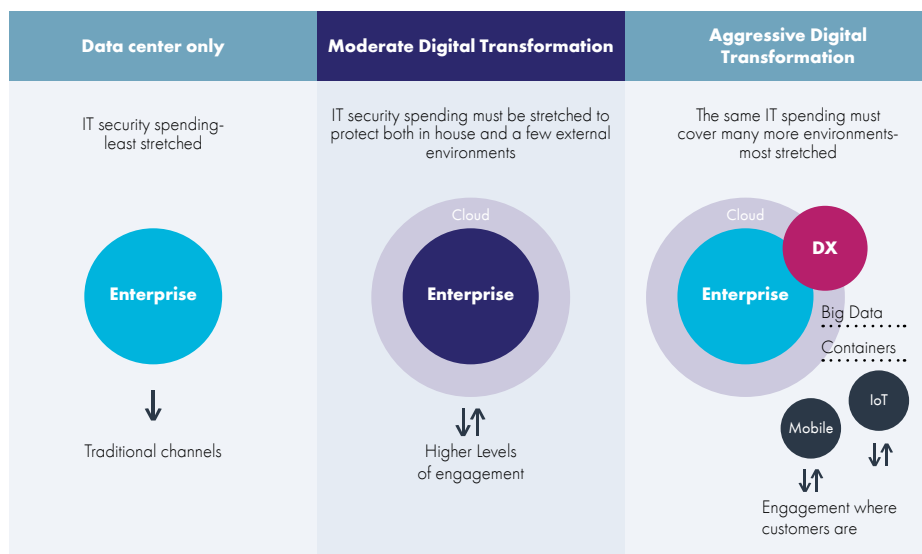 Data center only
IT security spending-
least stretched
Enterprise
Traditional channels
Moderate Digital Transformation
IT security spending must be stretched to
protect both in house and a few external
environments
Cloud
Enterprise
Higher Levels
of engagement
Aggressive Digital
Transformation
The same IT spending must
cover many more environments-
most stretched
Cloud
DX
Enterprise
Big Data
Containers
IoT
Mobile
Engagement where
customers are